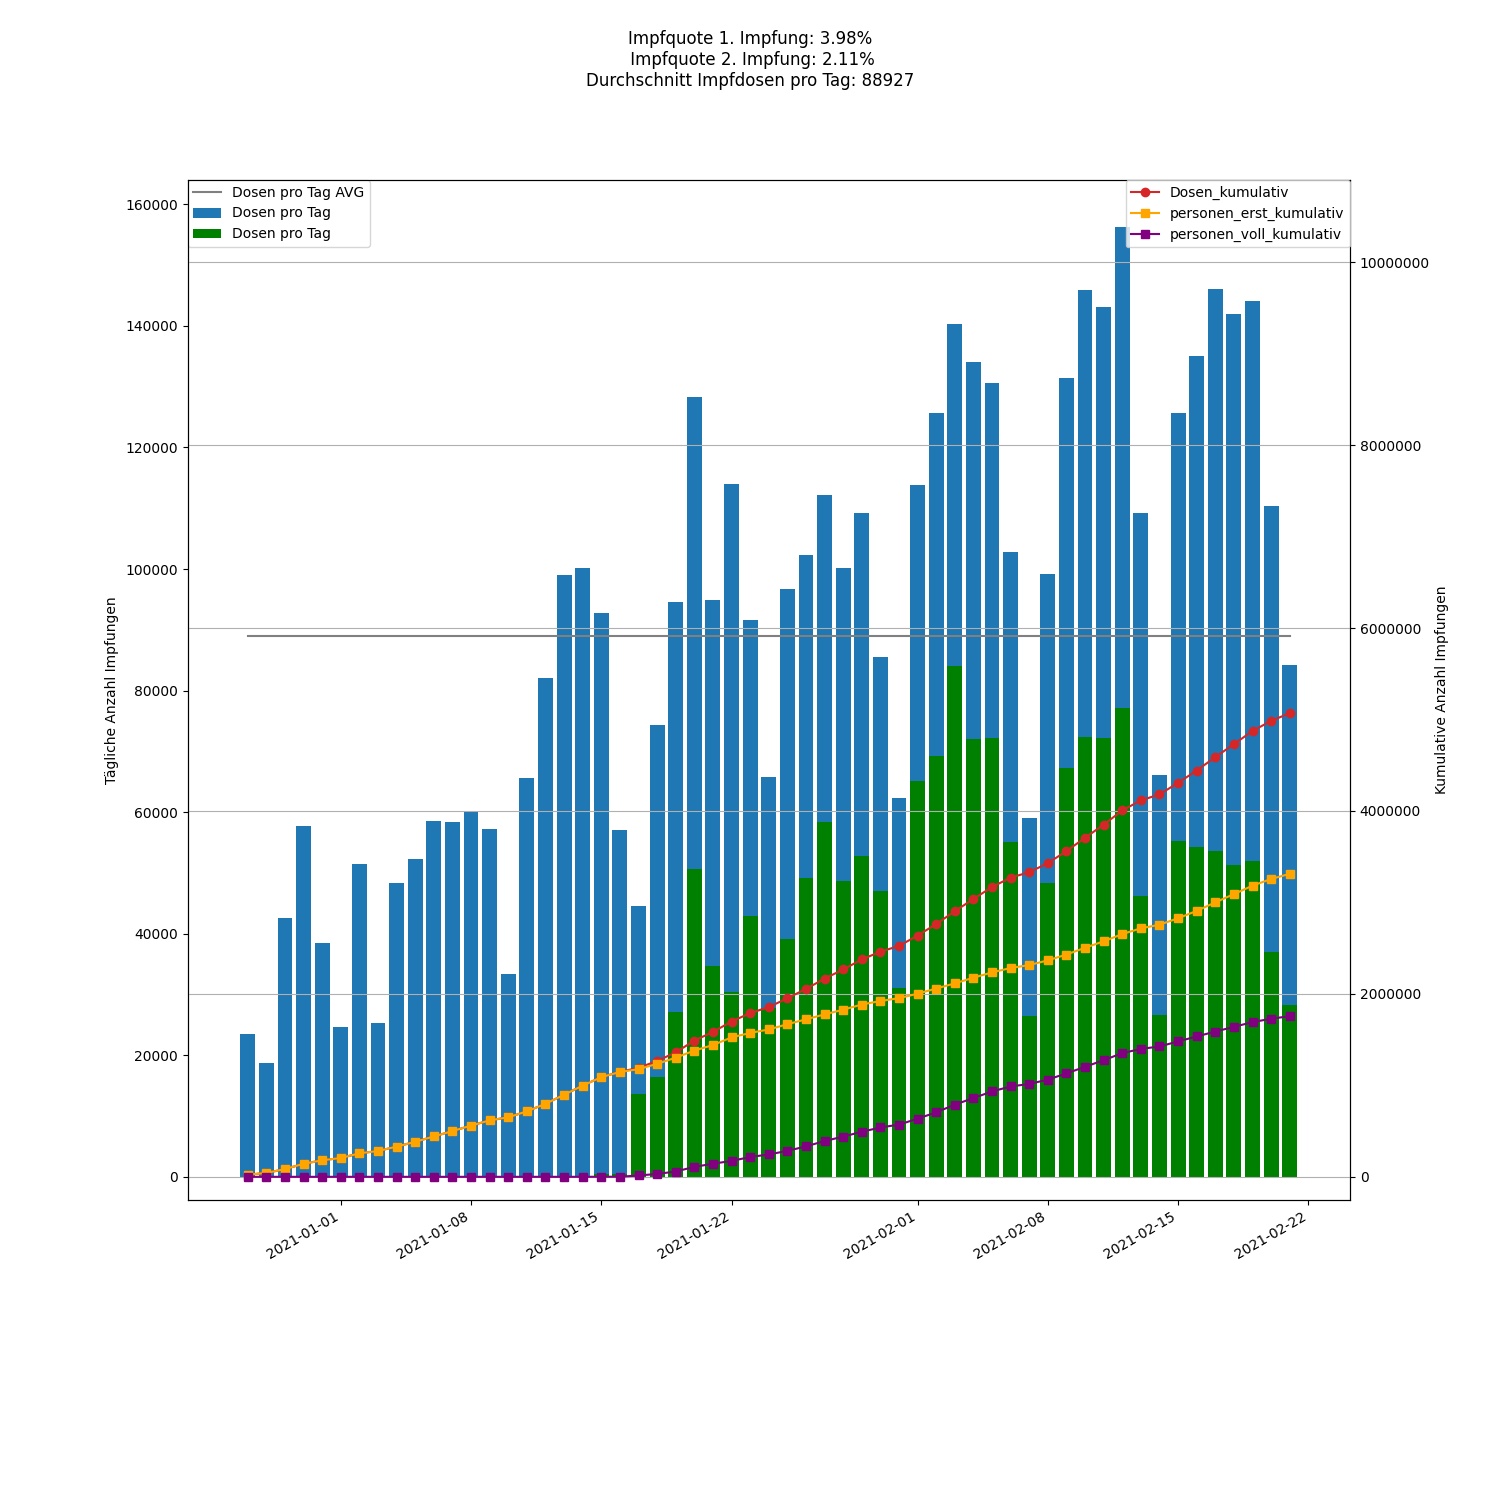 Impfquote 1. Impfung: 3.98%
Impfquote 2. Impfung: 2.11%
Durchschnitt Impfdosen pro Tag: 88927
Dosen pro Tag AVG
Dosen pro Tag
Dosen pro Tag
Dosen_kumulativ
personen_erst_kumulativ
personen_voll_kumulativ
160000
140000
120000
100000
80000
60000
40000
20000
0
Tägliche Anzahl Impfungen
10000000
8000000
6000000
4000000
2000000
0
Kumulative Anzahl Impfungen
2021-01-01
2021-01-08
2021-01-15
2021-01-22
2021-02-01
2021-02-08
2021-02-15
2021-02-22